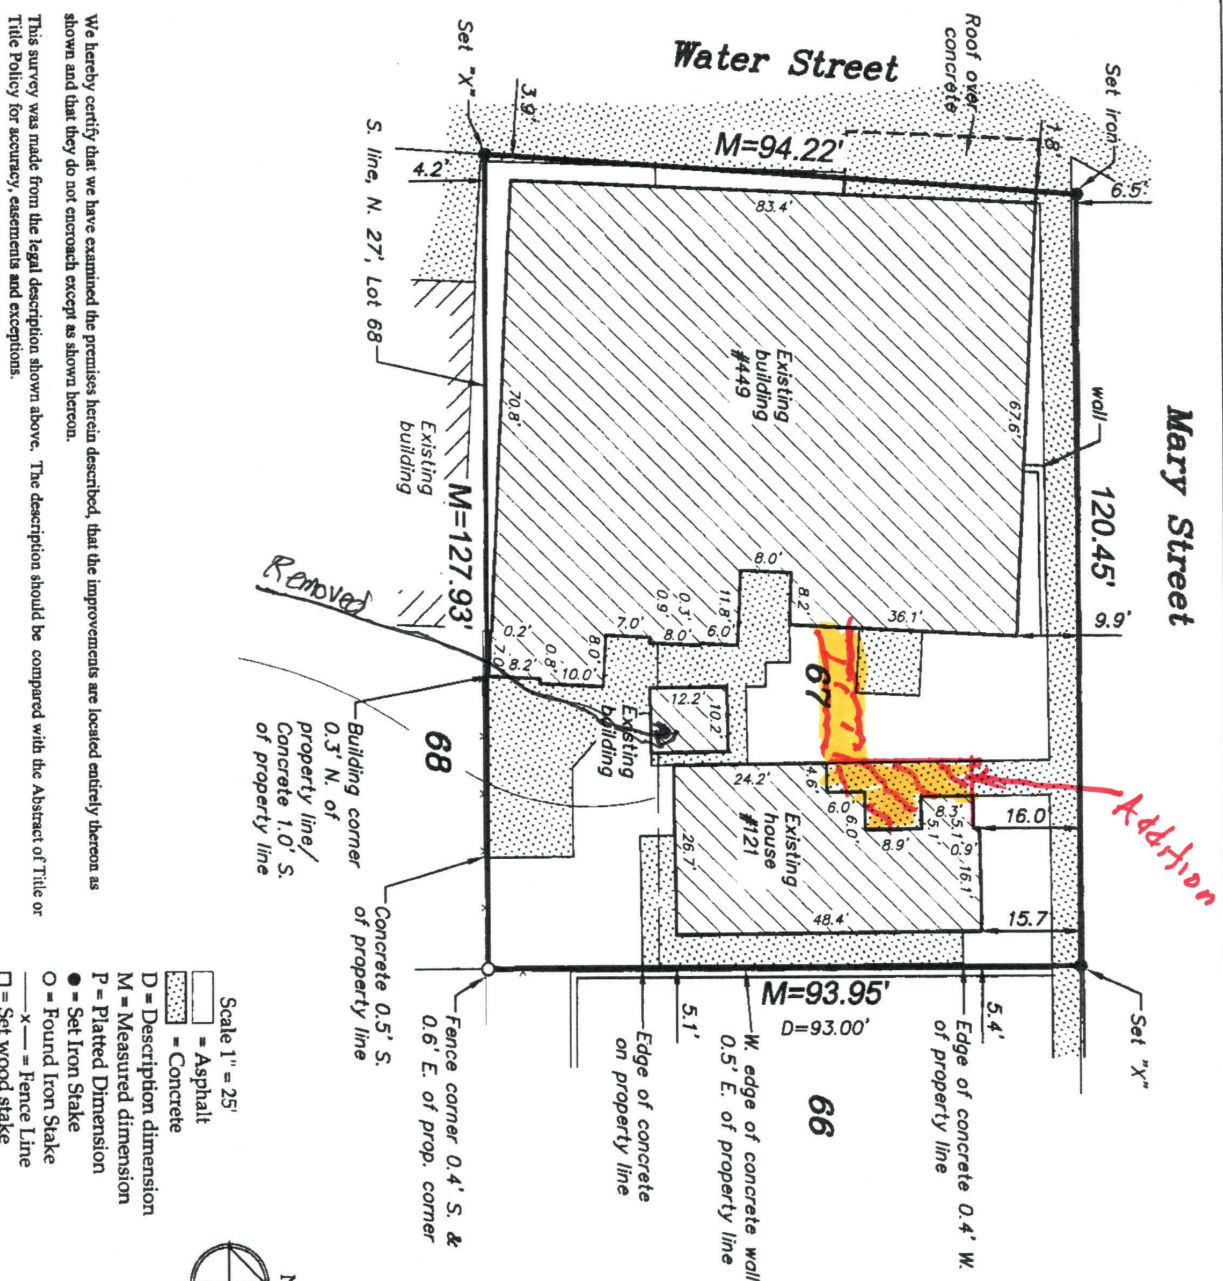 Water Street
Mary Street
Roof over
concrete
Set iron
Set "X"
3.9'
1.8'
6.5'
M=94.22'
83.4'
4.2'
S. line, N. 27', Lot 68
wall
120.45'
9.9'
Existing
building
#449
67.6'
70.8'
Existing
building
M=127.93'
Removed
8.0'
8.2'
36.1'
11.8'
0.3'
0.9'
7.0'
8.0'
6.0'
0.2'
7.0'
8.2'
0.8'
10.0'
8.0'
67
12.2'
10.2'
Existing
building
68
Building corner
0.3' N. of
property line/
Concrete 1.0' S.
of property line
24.2'
4.6'
6.0'
6.0'
8.9'
8.3'
5.1'
5.1'
0.9'
16.1'
16.0'
Addition
Existing
house
#121
26.7'
48.4'
15.7
Concrete 0.5' S.
of property line
Set "X"
M=93.95'
D=93.00'
5.1'
5.4'
Edge of concrete 0.4' W.
of property line
W. edge of concrete wall
0.5' E. of property line
Edge of concrete
on property line
66
Fence corner 0.4' S. &
0.6' E. of prop. corner
We hereby certify that we have examined the premises herein described, that the improvements are located entirely thereon as
shown and that they do not encroach except as shown hereon.
This survey was made from the legal description shown above. The description should be compared with the Abstract of Title or
Title Policy for accuracy, easements and exceptions.
Scale 1" = 25'
= Asphalt
= Concrete
D = Description dimension
M = Measured dimension
P = Platted Dimension
= Set Iron Stake
= Found Iron Stake
x = Fence Line
= Set wood stake
N